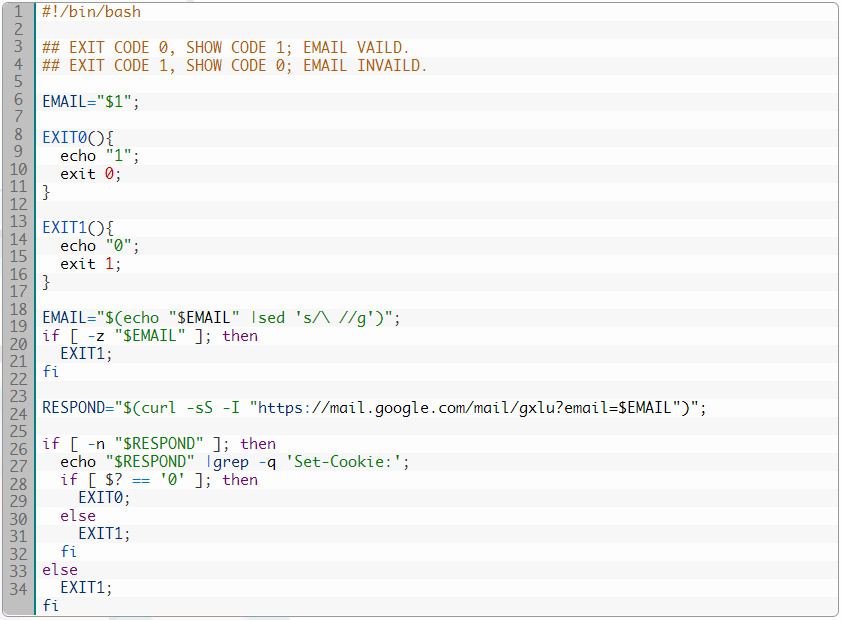 1 #!/bin/bash
2
3 ## EXIT CODE 0, SHOW CODE 1; EMAIL VAILD.
4 ## EXIT CODE 1, SHOW CODE 0; EMAIL INVAILD.
5
6 EMAIL="$1";
7
8 EXIT0(){
9   echo "1";
10   exit 0;
11 }
12
13 EXIT1(){
14   echo "0";
15   exit 1;
16 }
17
18 EMAIL="$(echo "$EMAIL" |sed 's/\ //g')";
19 if [ -z "$EMAIL" ]; then
20   EXIT1;
21 fi
22
23 RESPOND="$(curl -sS -I "https://mail.google.com/mail/gxlu?email=$EMAIL")";
24
25 if [ -n "$RESPOND" ]; then
26   echo "$RESPOND" |grep -q 'Set-Cookie:';
27   if [ $? == '0' ]; then
28     EXIT0;
29   else
30     EXIT1;
31   fi
32 else
33   EXIT1;
34 fi